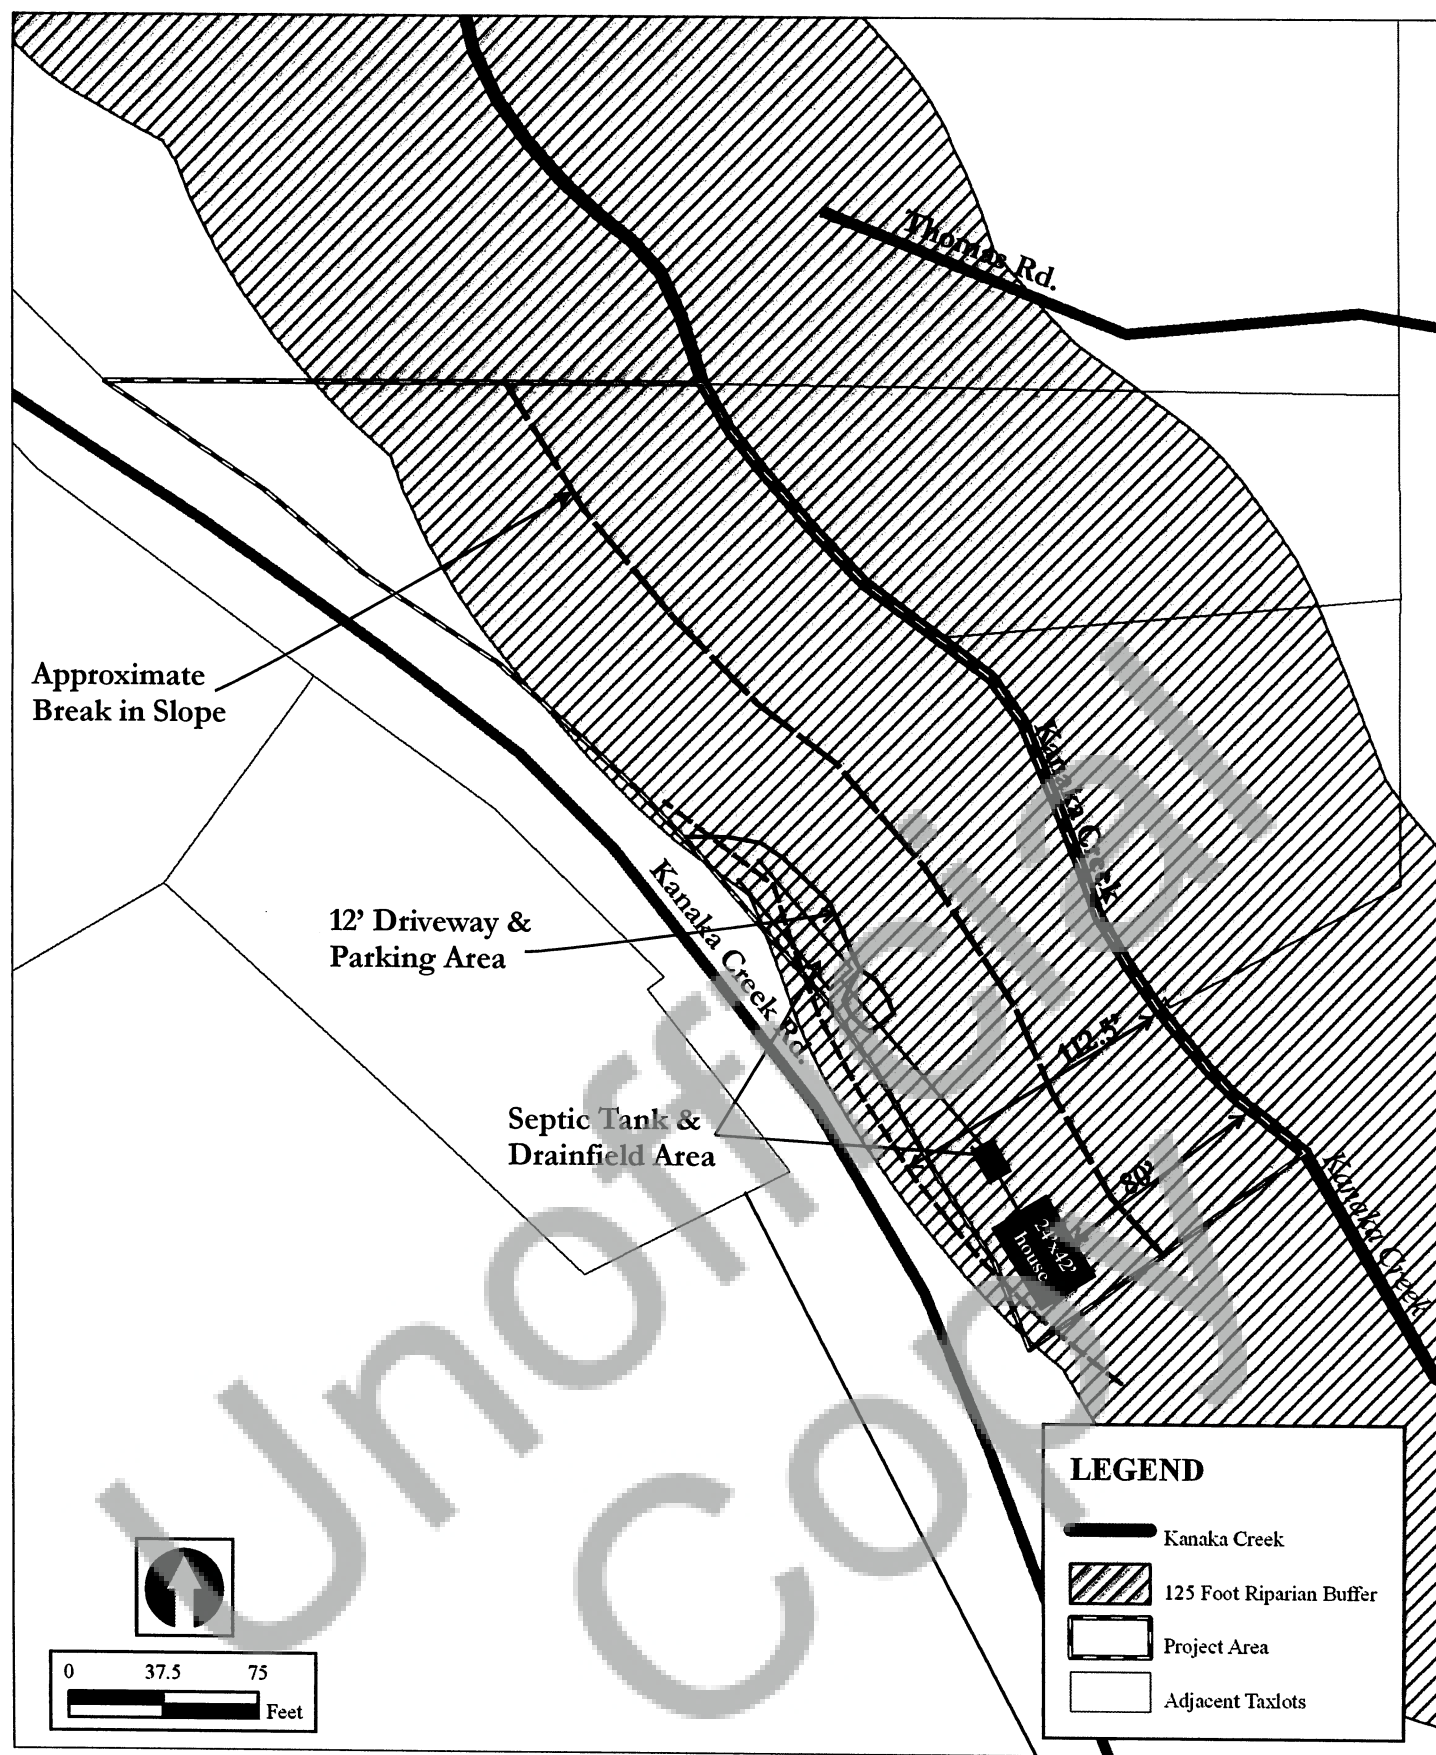 Thomas Rd.
Approximate
Break in Slope
Kanaka Creek
12' Driveway &
Parking Area
Kanaka Creek Rd.
112.5'
Septic Tank &
Drainfield Area
80'
24'x42'
house
Kanaka Creek
LEGEND
Kanaka Creek
125 Foot Riparian Buffer
Project Area
Adjacent Taxlots
0 37.5 75
Feet
Unofficial
Copy